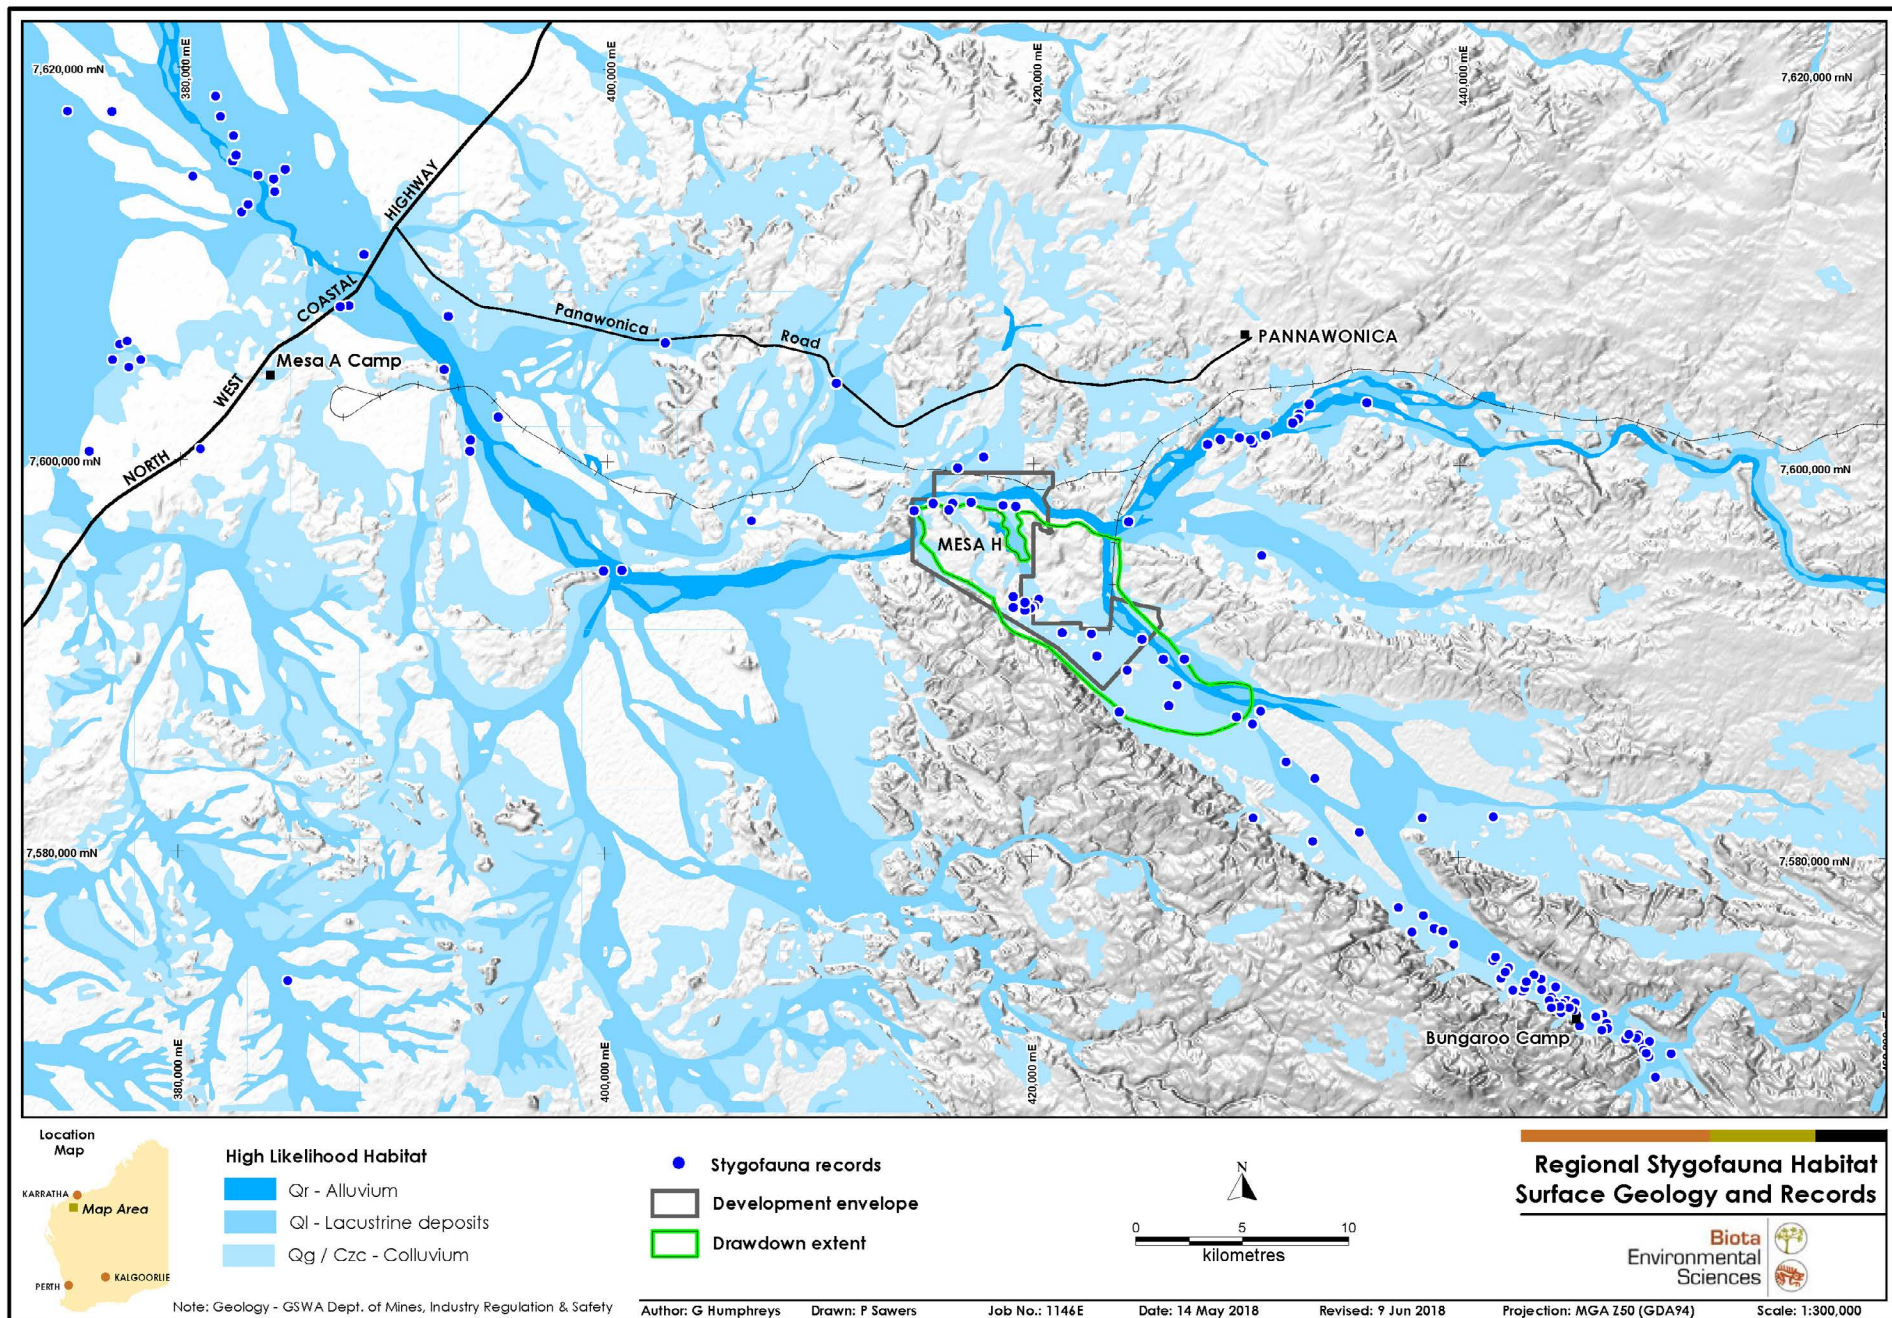 7,620,000 mN
380,000 mE
400,000 mE
420,000 mE
440,000 mE
7,620,000 mN
HIGHWAY
COASTAL
WEST
NORTH
Mesa A Camp
Panawonica
Road
PANNAWONICA
7,600,000 mN
7,600,000 mN
MESA H
7,580,000 mN
7,580,000 mN
Bungaroo Camp
380,000 mE
400,000 mE
420,000 mE
Location
Map
KARRATHA
Map Area
PERTH
KALGOORLIE
High Likelihood Habitat
Qr - Alluvium
Ql - Lacustrine deposits
Qg / Czc - Colluvium
Stygofauna records
Development envelope
Drawdown extent
N
0 5 10
kilometres
Regional Stygofauna Habitat
Surface Geology and Records
Biota
Environmental
Sciences
Note: Geology - GSWA Dept. of Mines, Industry Regulation & Safety
Author: G Humphreys Drawn: P Sawers Job No.: 1146E Date: 14 May 2018 Revised: 9 Jun 2018 Projection: MGA Z50 (GDA94) Scale: 1:300,000